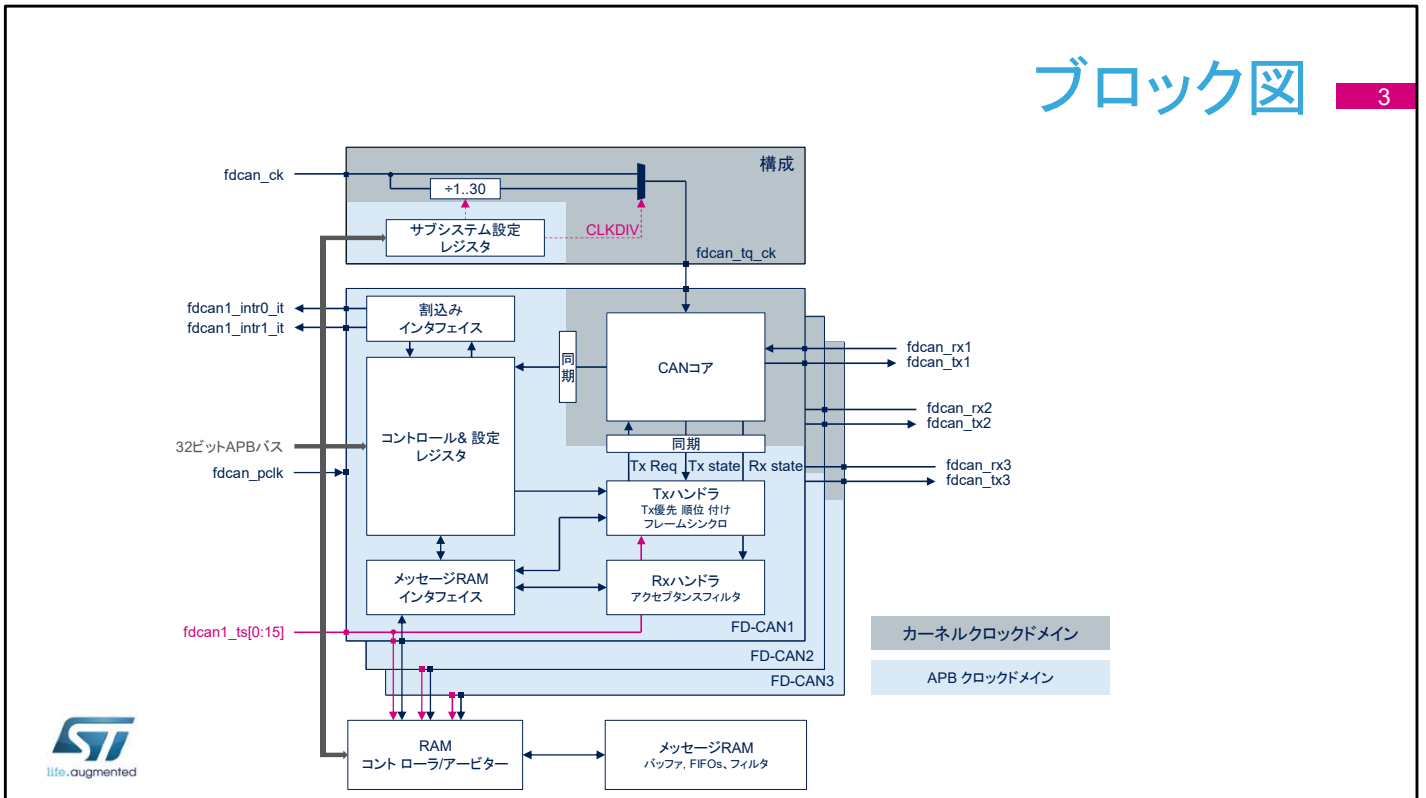 ブロック図
3
構成
fdcan_ck
÷1..30
サブシステム設定
レジスタ
CLKDIV
fdcan_tq_ck
fdcan1_intr0_it
fdcan1_intr1_it
割込み
インタフェイス
同
期
CANコア
fdcan_rx1
fdcan_tx1
fdcan_rx2
fdcan_tx2
32ビットAPBバス
コントロール& 設定
レジスタ
同期
fdcan_pclk
Tx Req
Tx state
Rx state
fdcan_rx3
fdcan_tx3
Txハンドラ
Tx優先 順位 付け
フレームシンクロ
メッセージRAM
インタフェイス
Rxハンドラ
アクセプタンスフィルタ
fdcan1_ts[0:15]
FD-CAN1
FD-CAN2
FD-CAN3
カーネルクロックドメイン
APB クロックドメイン
RAM
コント ローラ/アービター
メッセージRAM
バッファ, FIFOs、フィルタ
ST
life.augmented